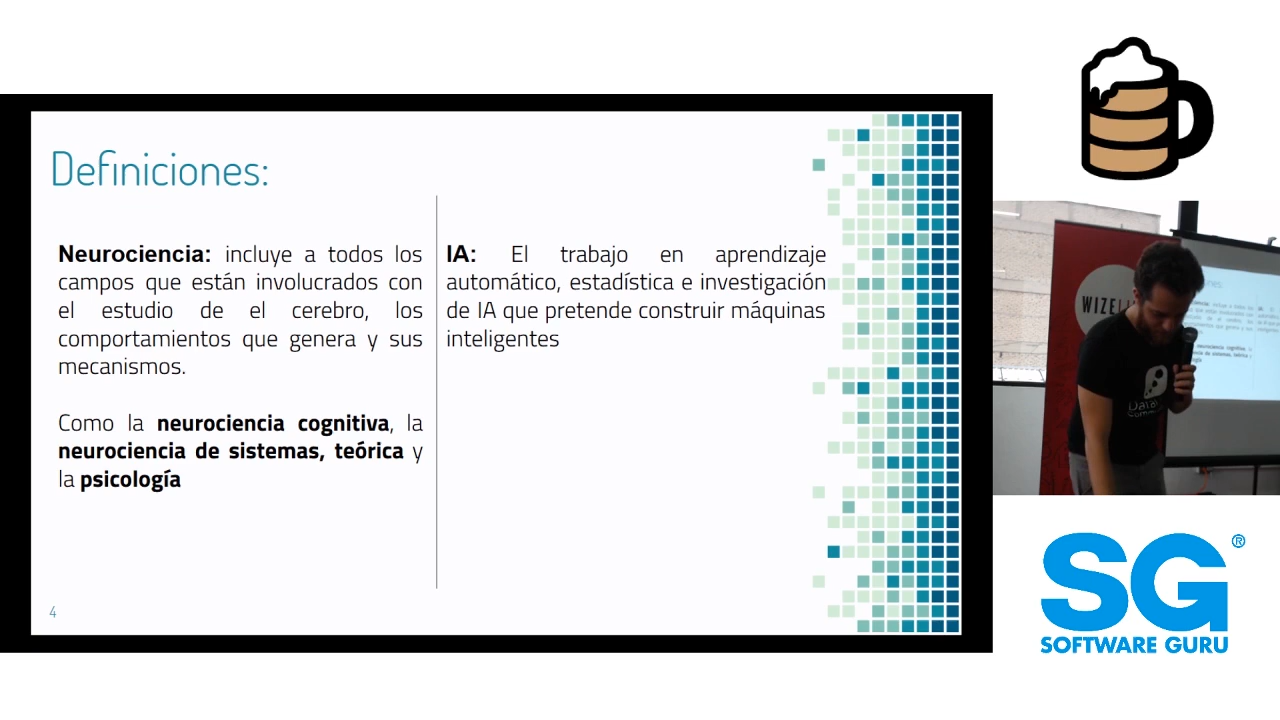 Definiciones:
Neurociencia: incluye a todos los
campos que están involucrados con
el estudio de el cerebro, los
comportamientos que genera y sus
mecanismos.
Como la neurociencia cognitiva, la
neurociencia de sistemas, teórica y
la psicología
IA: El trabajo en aprendizaje
automático, estadística e investigación
de IA que pretende construir máquinas
inteligentes
4
WIZELI
Data
SG®
SOFTWARE GURU